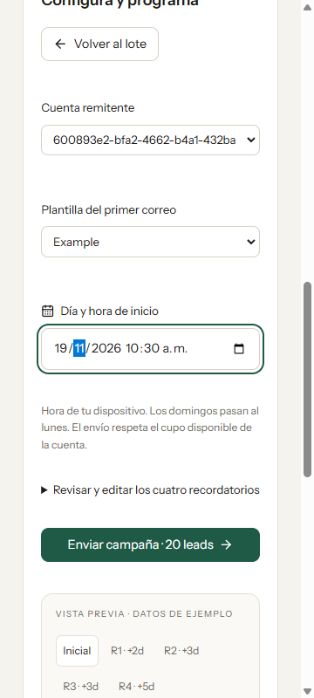 Configura y programa
← Volver al lote
Cuenta remitente
600893e2-bfa2-4662-b4a1-432ba
Plantilla del primer correo
Example
Día y hora de inicio
19/11/2026 10:30 a.m.
Hora de tu dispositivo. Los domingos pasan al
lunes. El envío respeta el cupo disponible de
la cuenta.
▶ Revisar y editar los cuatro recordatorios
Enviar campaña · 20 leads →
VISTA PREVIA · DATOS DE EJEMPLO
Inicial R1 · +2d R2 · +3d
R3 · +3d R4 · +5d